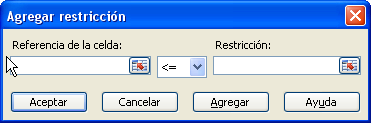 Agregar restricción
Referencia de la celda: Restricción:
<=
Aceptar Cancelar Agregar Ayuda